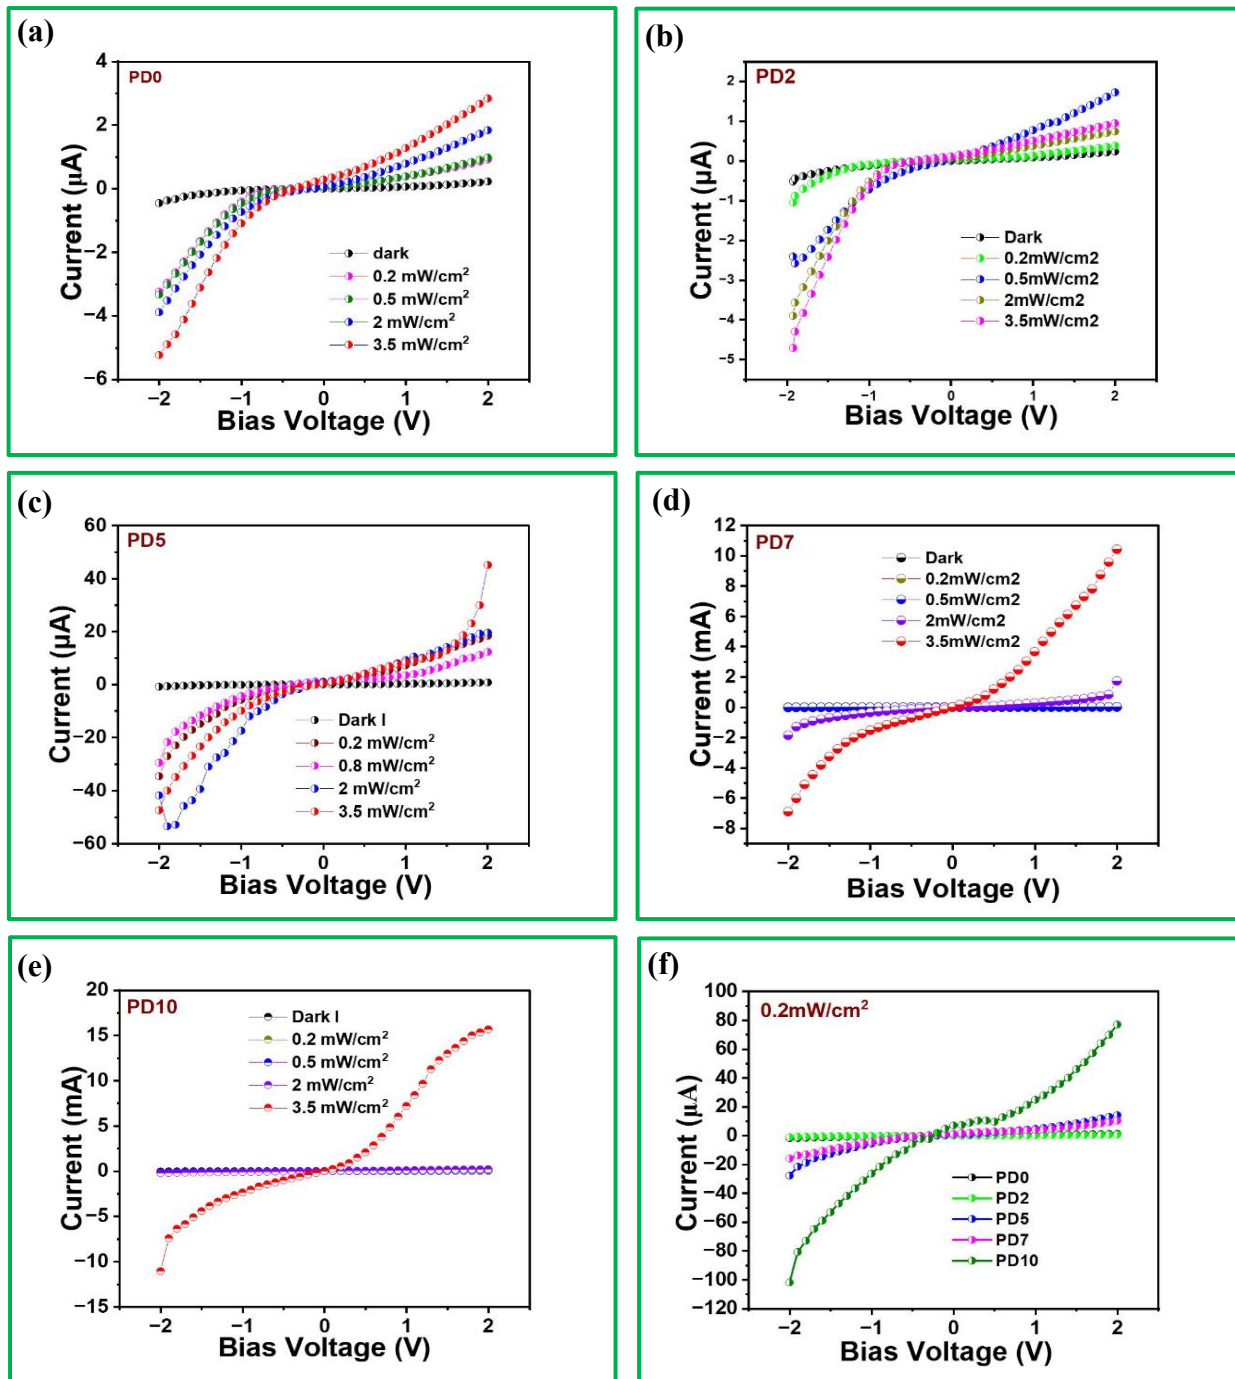 (a)
PD0
4
2
0
−2
−4
−6
Current (μA)
dark
0.2 mW/cm²
0.5 mW/cm²
2 mW/cm²
3.5 mW/cm²
−2 −1 0 1 2
Bias Voltage (V)
(b)
PD2
2
1
0
−1
−2
−3
−4
−5
Current (μA)
Dark
0.2mW/cm2
0.5mW/cm2
2mW/cm2
3.5mW/cm2
−2 −1 0 1 2
Bias Voltage (V)
(c)
PD5
60
40
20
0
−20
−40
−60
Current (μA)
Dark I
0.2 mW/cm²
0.8 mW/cm²
2 mW/cm²
3.5 mW/cm²
−2 −1 0 1 2
Bias Voltage (V)
(d)
PD7
12
10
8
6
4
2
0
−2
−4
−6
−8
Current (mA)
Dark
0.2mW/cm2
0.5mW/cm2
2mW/cm2
3.5mW/cm2
−2 −1 0 1 2
Bias Voltage (V)
(e)
PD10
20
15
10
5
0
−5
−10
−15
Current (mA)
Dark I
0.2 mW/cm²
0.5 mW/cm²
2 mW/cm²
3.5 mW/cm²
−2 −1 0 1 2
Bias Voltage (V)
(f)
0.2mW/cm²
100
80
60
40
20
0
−20
−40
−60
−80
−100
−120
Current (μA)
PD0
PD2
PD5
PD7
PD10
−2 −1 0 1 2
Bias Voltage (V)